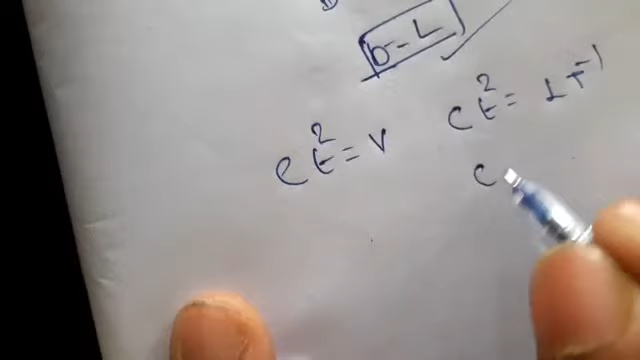 b = L
ct² = v
ct² = LT⁻¹
c